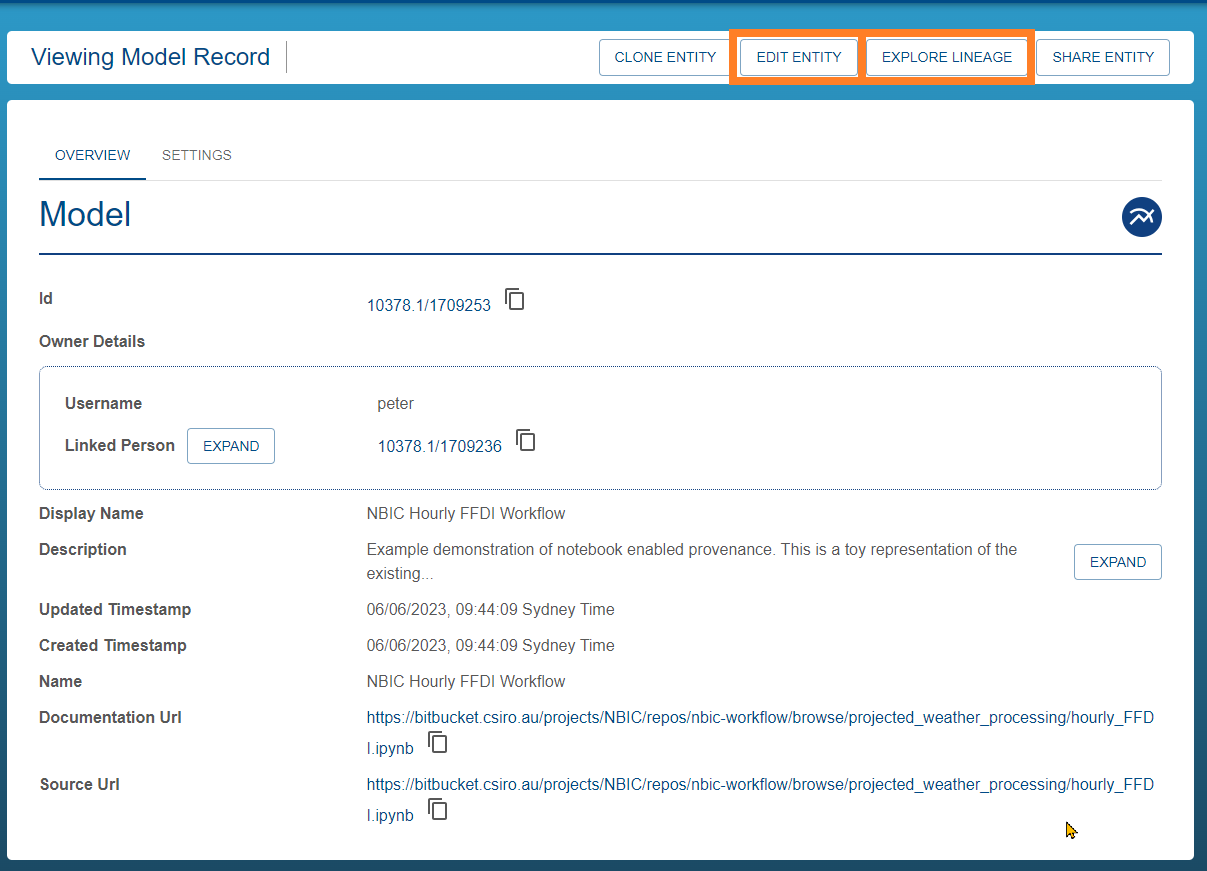 Viewing Model Record
CLONE ENTITY
EDIT ENTITY
EXPLORE LINEAGE
SHARE ENTITY
OVERVIEW
SETTINGS
Model
Id
10378.1/1709253
Owner Details
Username
peter
Linked Person
EXPAND
10378.1/1709236
Display Name
NBIC Hourly FFDI Workflow
Description
Example demonstration of notebook enabled provenance. This is a toy representation of the
existing...
EXPAND
Updated Timestamp
06/06/2023, 09:44:09 Sydney Time
Created Timestamp
06/06/2023, 09:44:09 Sydney Time
Name
NBIC Hourly FFDI Workflow
Documentation Url
https://bitbucket.csiro.au/projects/NBIC/repos/nbic-workflow/browse/projected_weather_processing/hourly_FFD
I.ipynb
Source Url
https://bitbucket.csiro.au/projects/NBIC/repos/nbic-workflow/browse/projected_weather_processing/hourly_FFD
I.ipynb